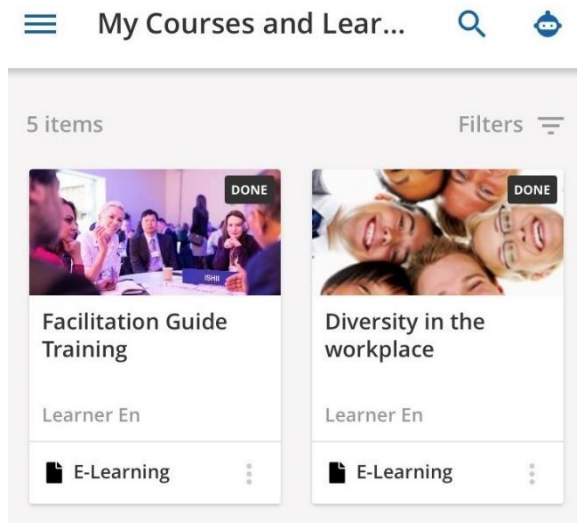 My Courses and Lear...
5 items
Filters
DONE
DONE
ISHII
Facilitation Guide
Training
Diversity in the
workplace
Learner En
Learner En
E-Learning
E-Learning